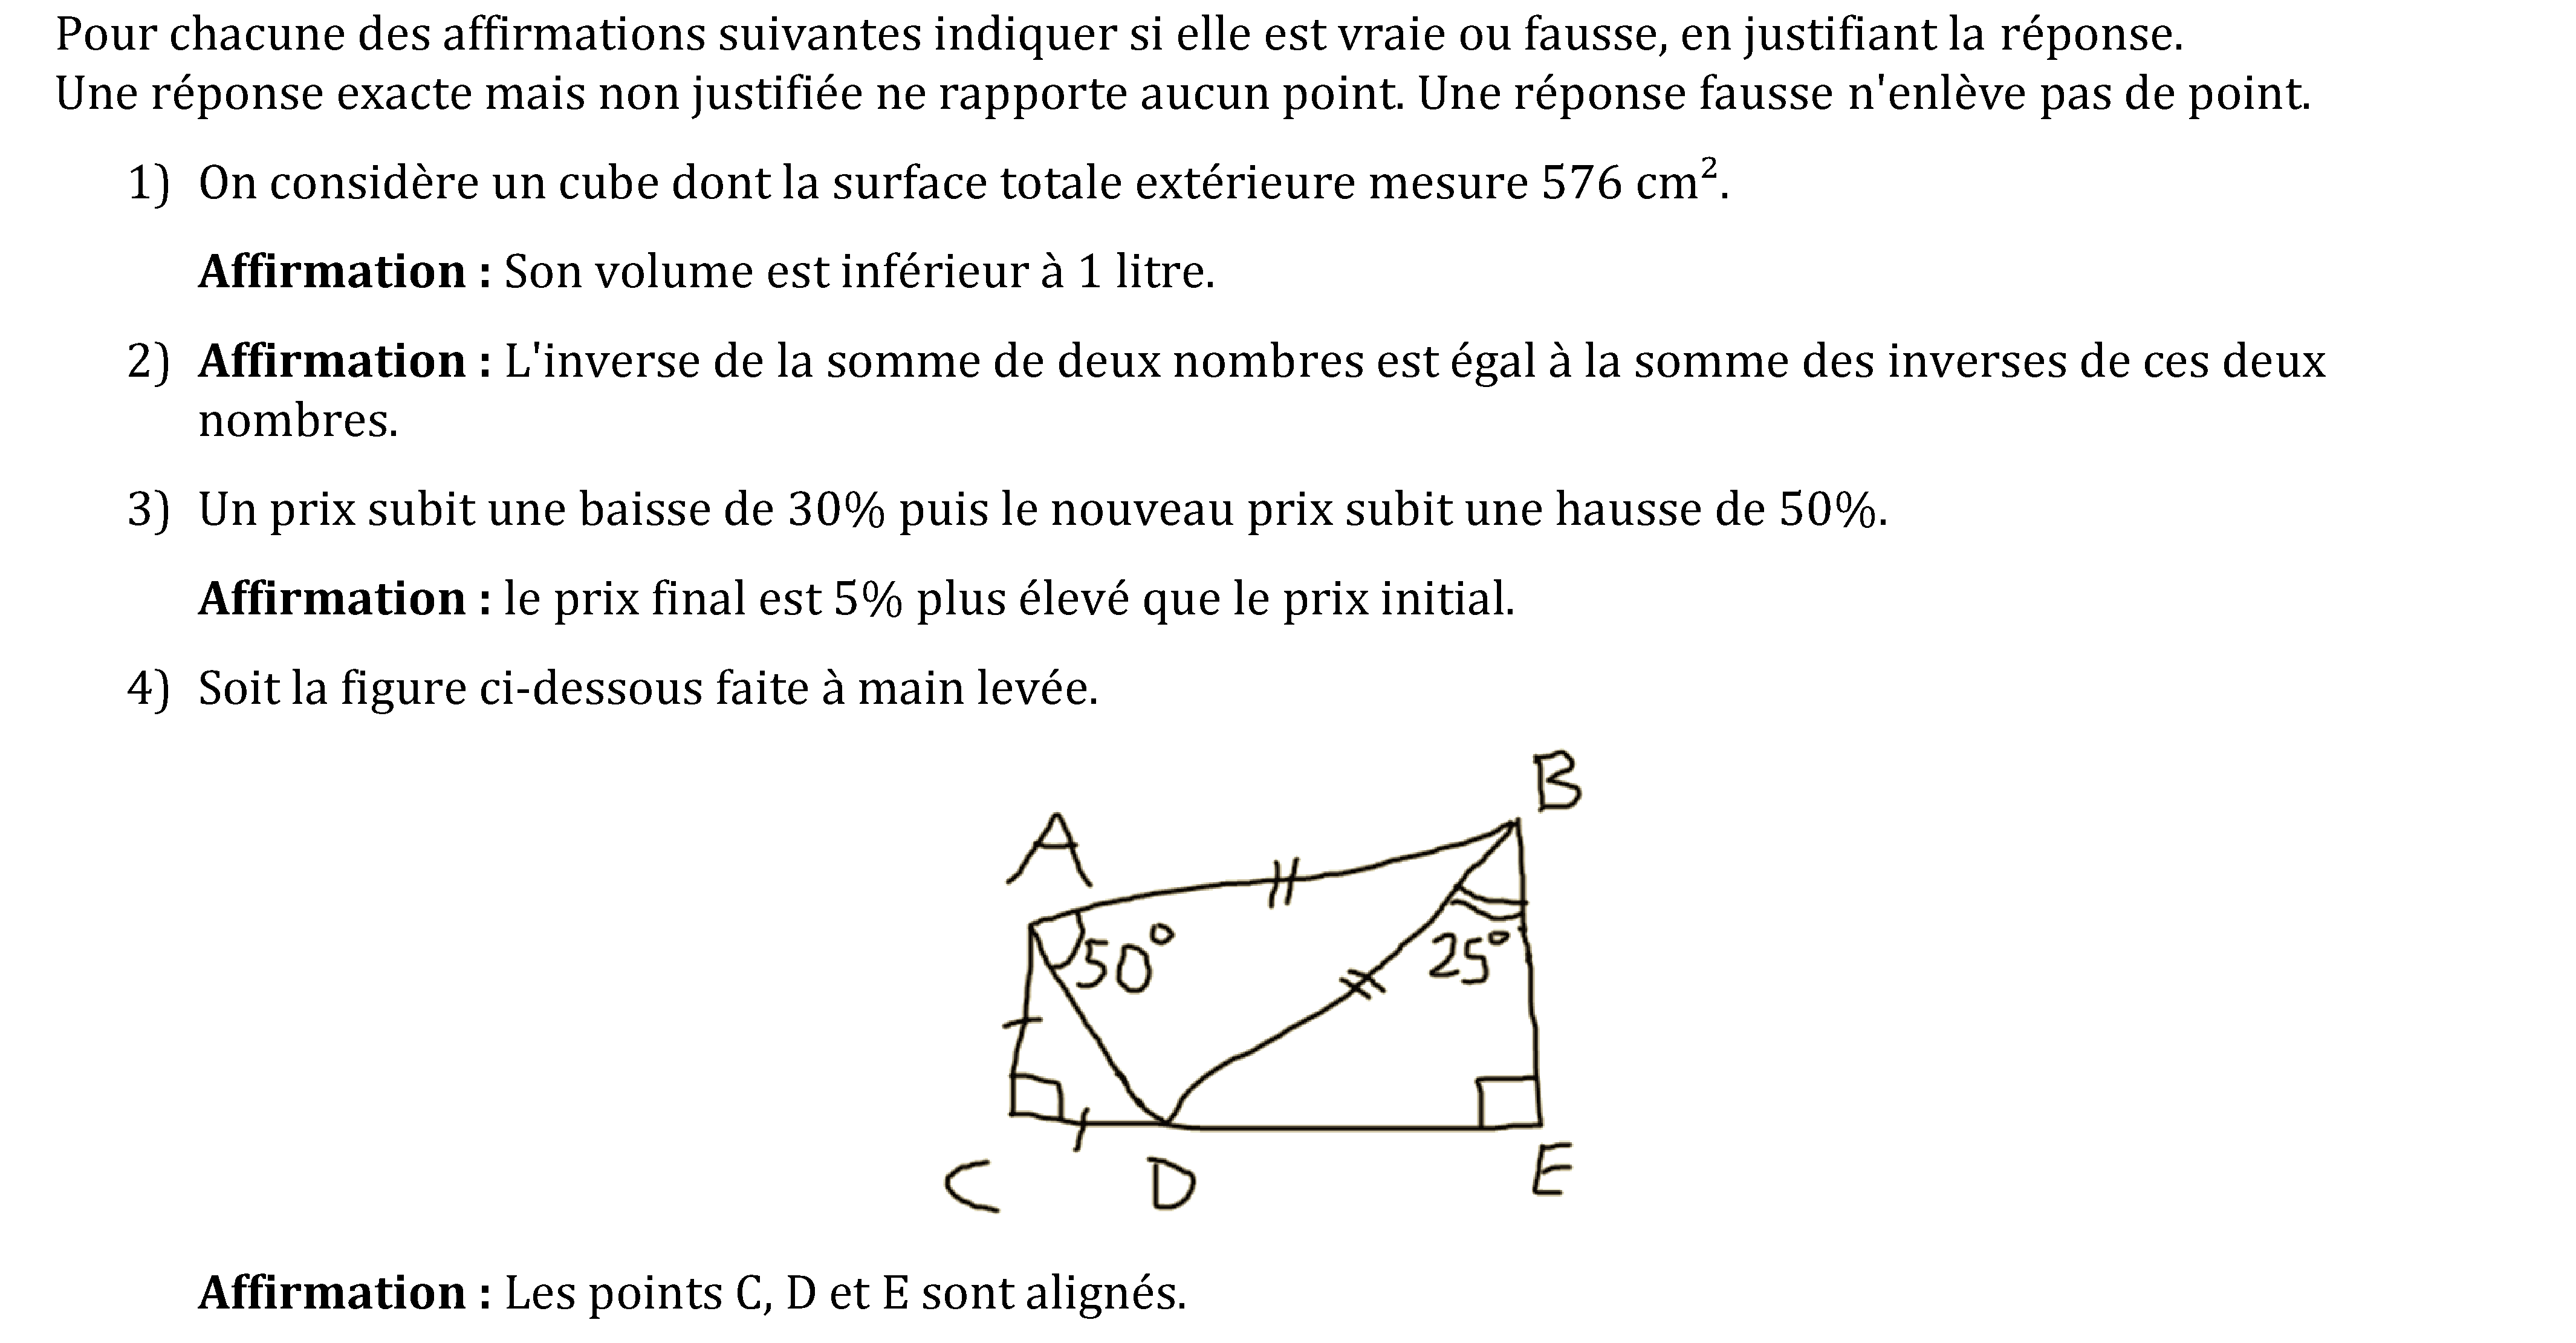 Pour chacune des affirmations suivantes indiquer si elle est vraie ou fausse, en justifiant la réponse.
Une réponse exacte mais non justifiée ne rapporte aucun point. Une réponse fausse n'enlève pas de point.
1) On considère un cube dont la surface totale extérieure mesure 576 cm².
Affirmation : Son volume est inférieur à 1 litre.
2) Affirmation : L'inverse de la somme de deux nombres est égal à la somme des inverses de ces deux
nombres.
3) Un prix subit une baisse de 30% puis le nouveau prix subit une hausse de 50%.
Affirmation : le prix final est 5% plus élevé que le prix initial.
4) Soit la figure ci-dessous faite à main levée.
B
A
50°
25°
C D E
Affirmation : Les points C, D et E sont alignés.